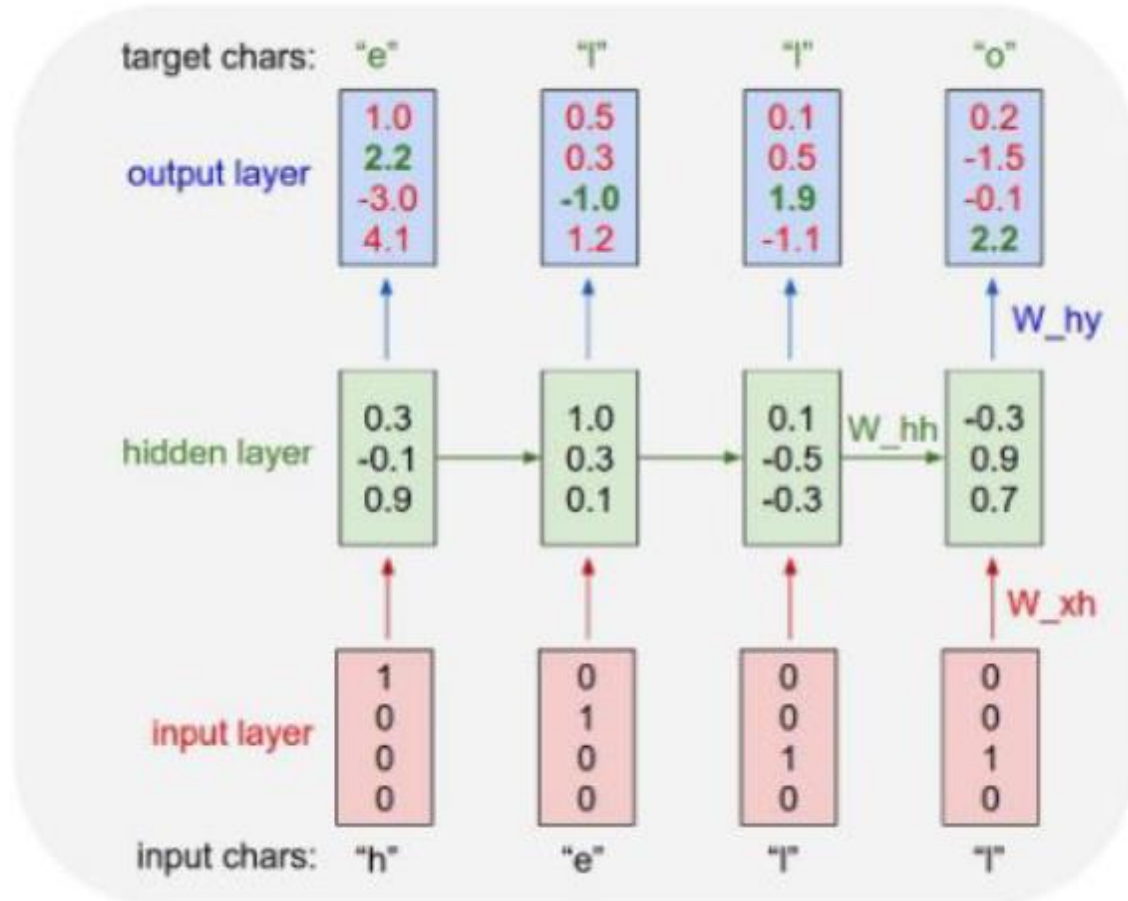 target chars: “e” “l” “l” “o”
1.0 0.5 0.1 0.2
2.2 0.3 0.5 -1.5
output layer
-3.0 -1.0 1.9 -0.1
4.1 1.2 -1.1 2.2
W_hy
0.3 1.0 0.1 -0.3
W_hh
hidden layer -0.1 0.3 -0.5 0.9
0.9 0.1 -0.3 0.7
W_xh
1 0 0 0
0 1 0 0
input layer
0 0 1 1
0 0 0 0
input chars: “h” “e” “l” “l”